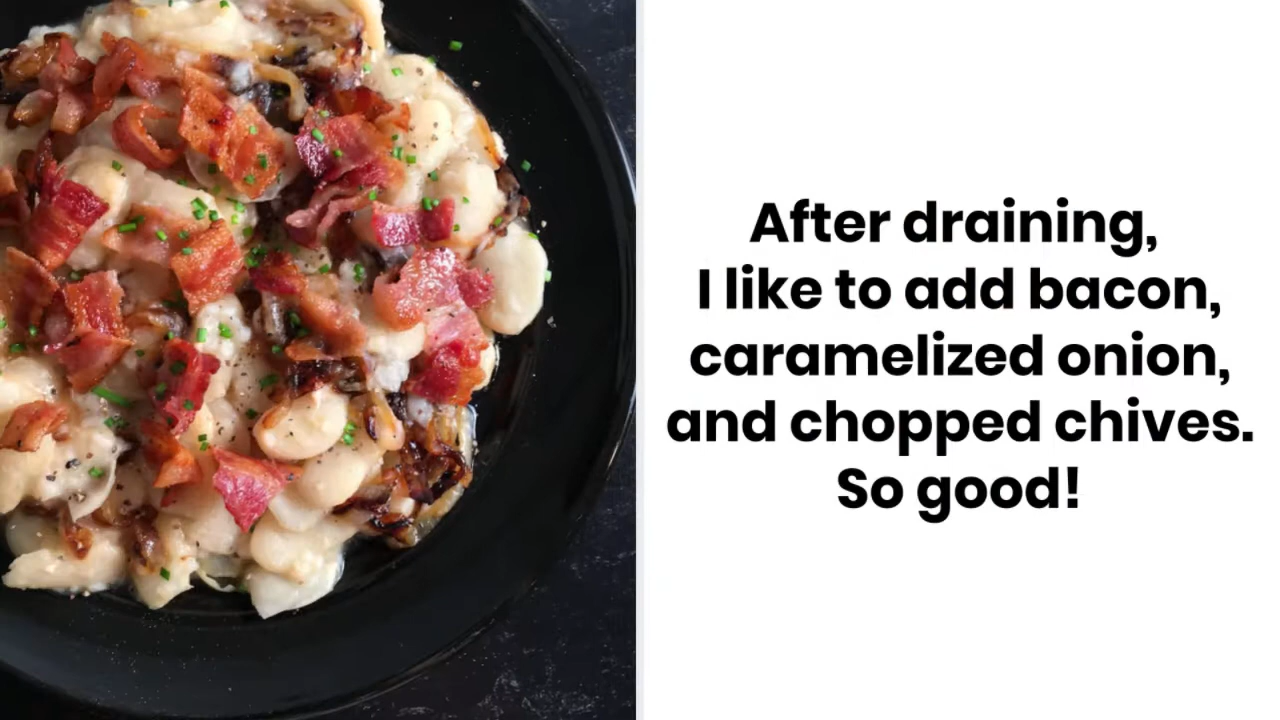 After draining,
I like to add bacon,
caramelized onion,
and chopped chives.
So good!